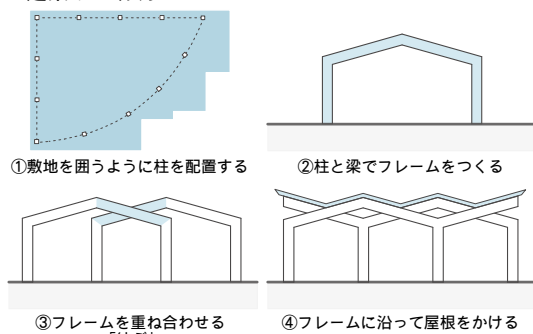 ①敷地を囲うように柱を配置する
②柱と梁でフレームをつくる
③フレームを重ね合わせる
④フレームに沿って屋根をかける